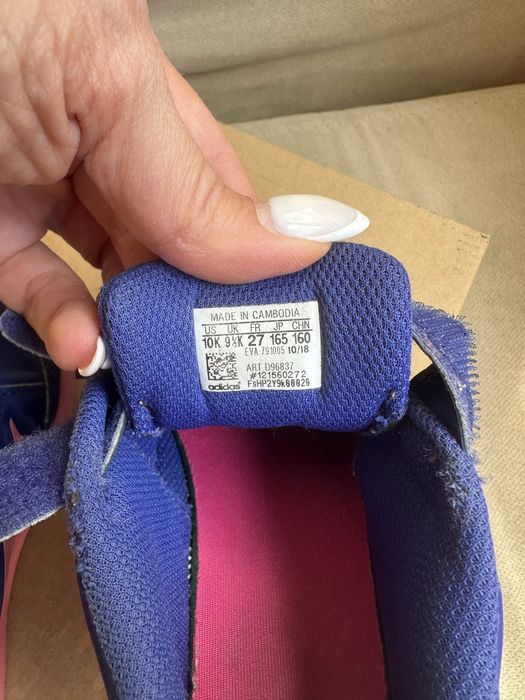 MADE IN CAMBODIA
US UK FR JP CHN
10K 9½K 27 165 160
EVA 791005 10/18
ART D96837
#121560272
adidas FsHP2Y9k00020